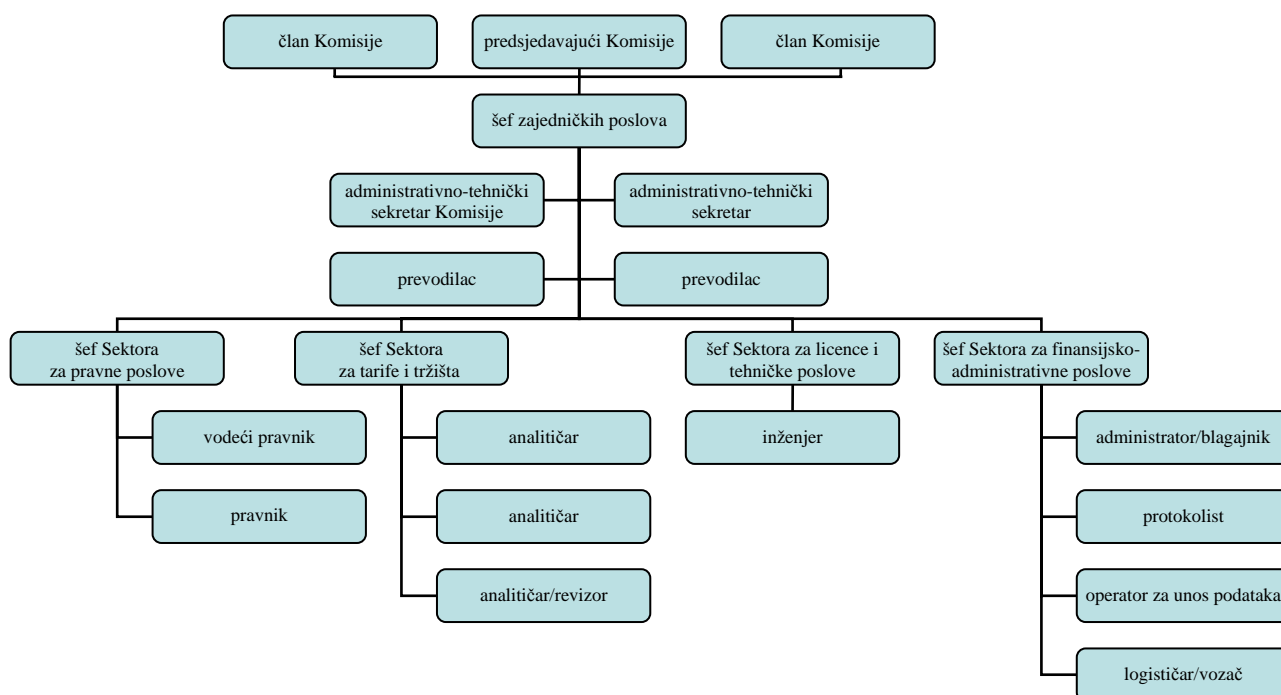 član Komisije
predsjedavajući Komisije
član Komisije
šef zajedničkih poslova
administrativno-tehnički
sekretar Komisije
administrativno-tehnički
sekretar
prevodilac
prevodilac
šef Sektora
za pravne poslove
šef Sektora
za tarife i tržišta
šef Sektora za licence i
tehničke poslove
šef Sektora za finansijsko-
administrativne poslove
vodeći pravnik
analitičar
inženjer
administrator/blagajnik
pravnik
analitičar
protokolist
analitičar/revizor
operator za unos podataka
logističar/vozač